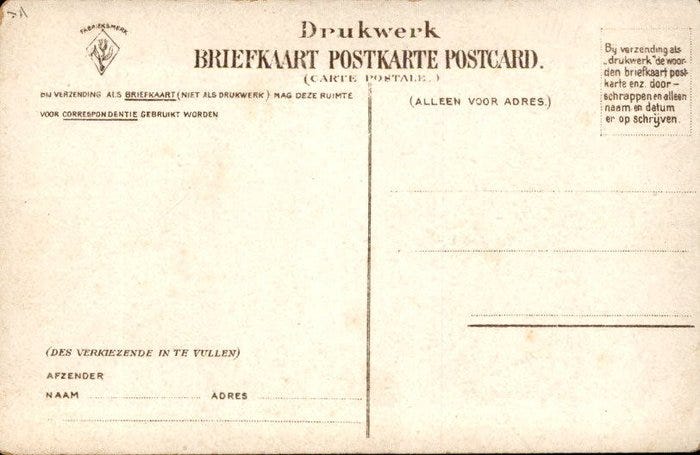 Drukwerk
FABRIEKSMERK
BRIEFKAART POSTKARTE POSTCARD.
(CARTE POSTALE.)
BIJ VERZENDING ALS BRIEFKAART (NIET ALS DRUKWERK) MAG DEZE RUIMTE
VOOR CORRESPONDENTIE GEBRUIKT WORDEN
(ALLEEN VOOR ADRES.)
Bij verzending als
„drukwerk" de woor-
den briefkaart post-
karte enz. door-
schrappen en alleen
naam en datum
er op schrijven.
(DES VERKIEZENDE IN TE VULLEN)
AFZENDER
NAAM ADRES